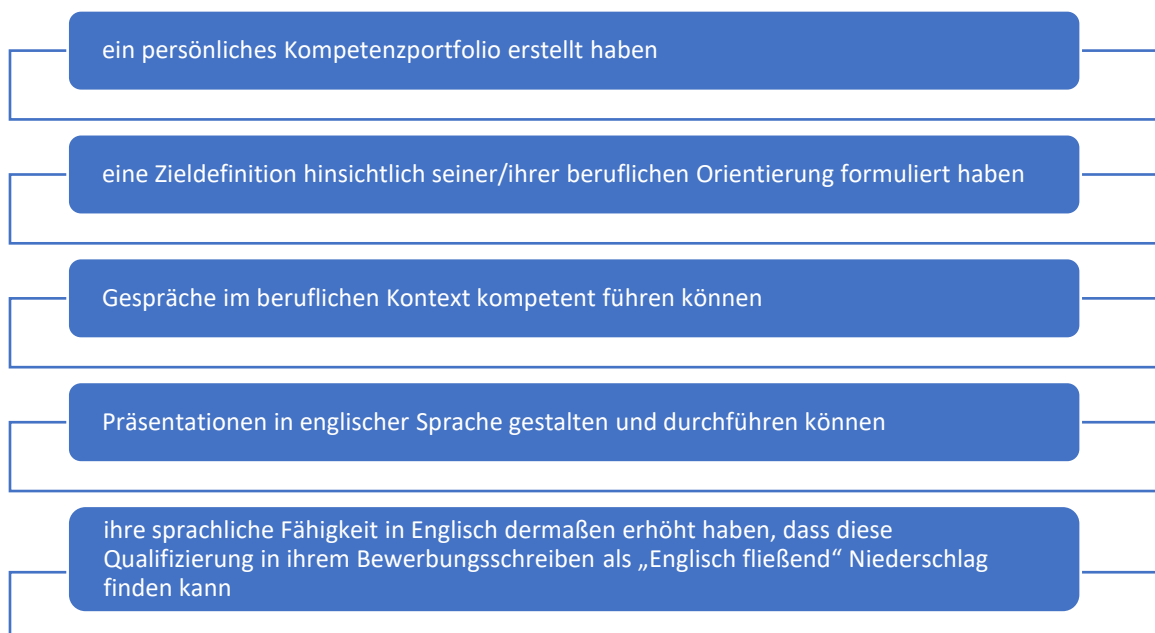 ein persönliches Kompetenzportfolio erstellt haben
eine Zieldefinition hinsichtlich seiner/ihrer beruflichen Orientierung formuliert haben
Gespräche im beruflichen Kontext kompetent führen können
Präsentationen in englischer Sprache gestalten und durchführen können
ihre sprachliche Fähigkeit in Englisch dermaßen erhöht haben, dass diese
Qualifizierung in ihrem Bewerbungsschreiben als „Englisch fließend“ Niederschlag
finden kann